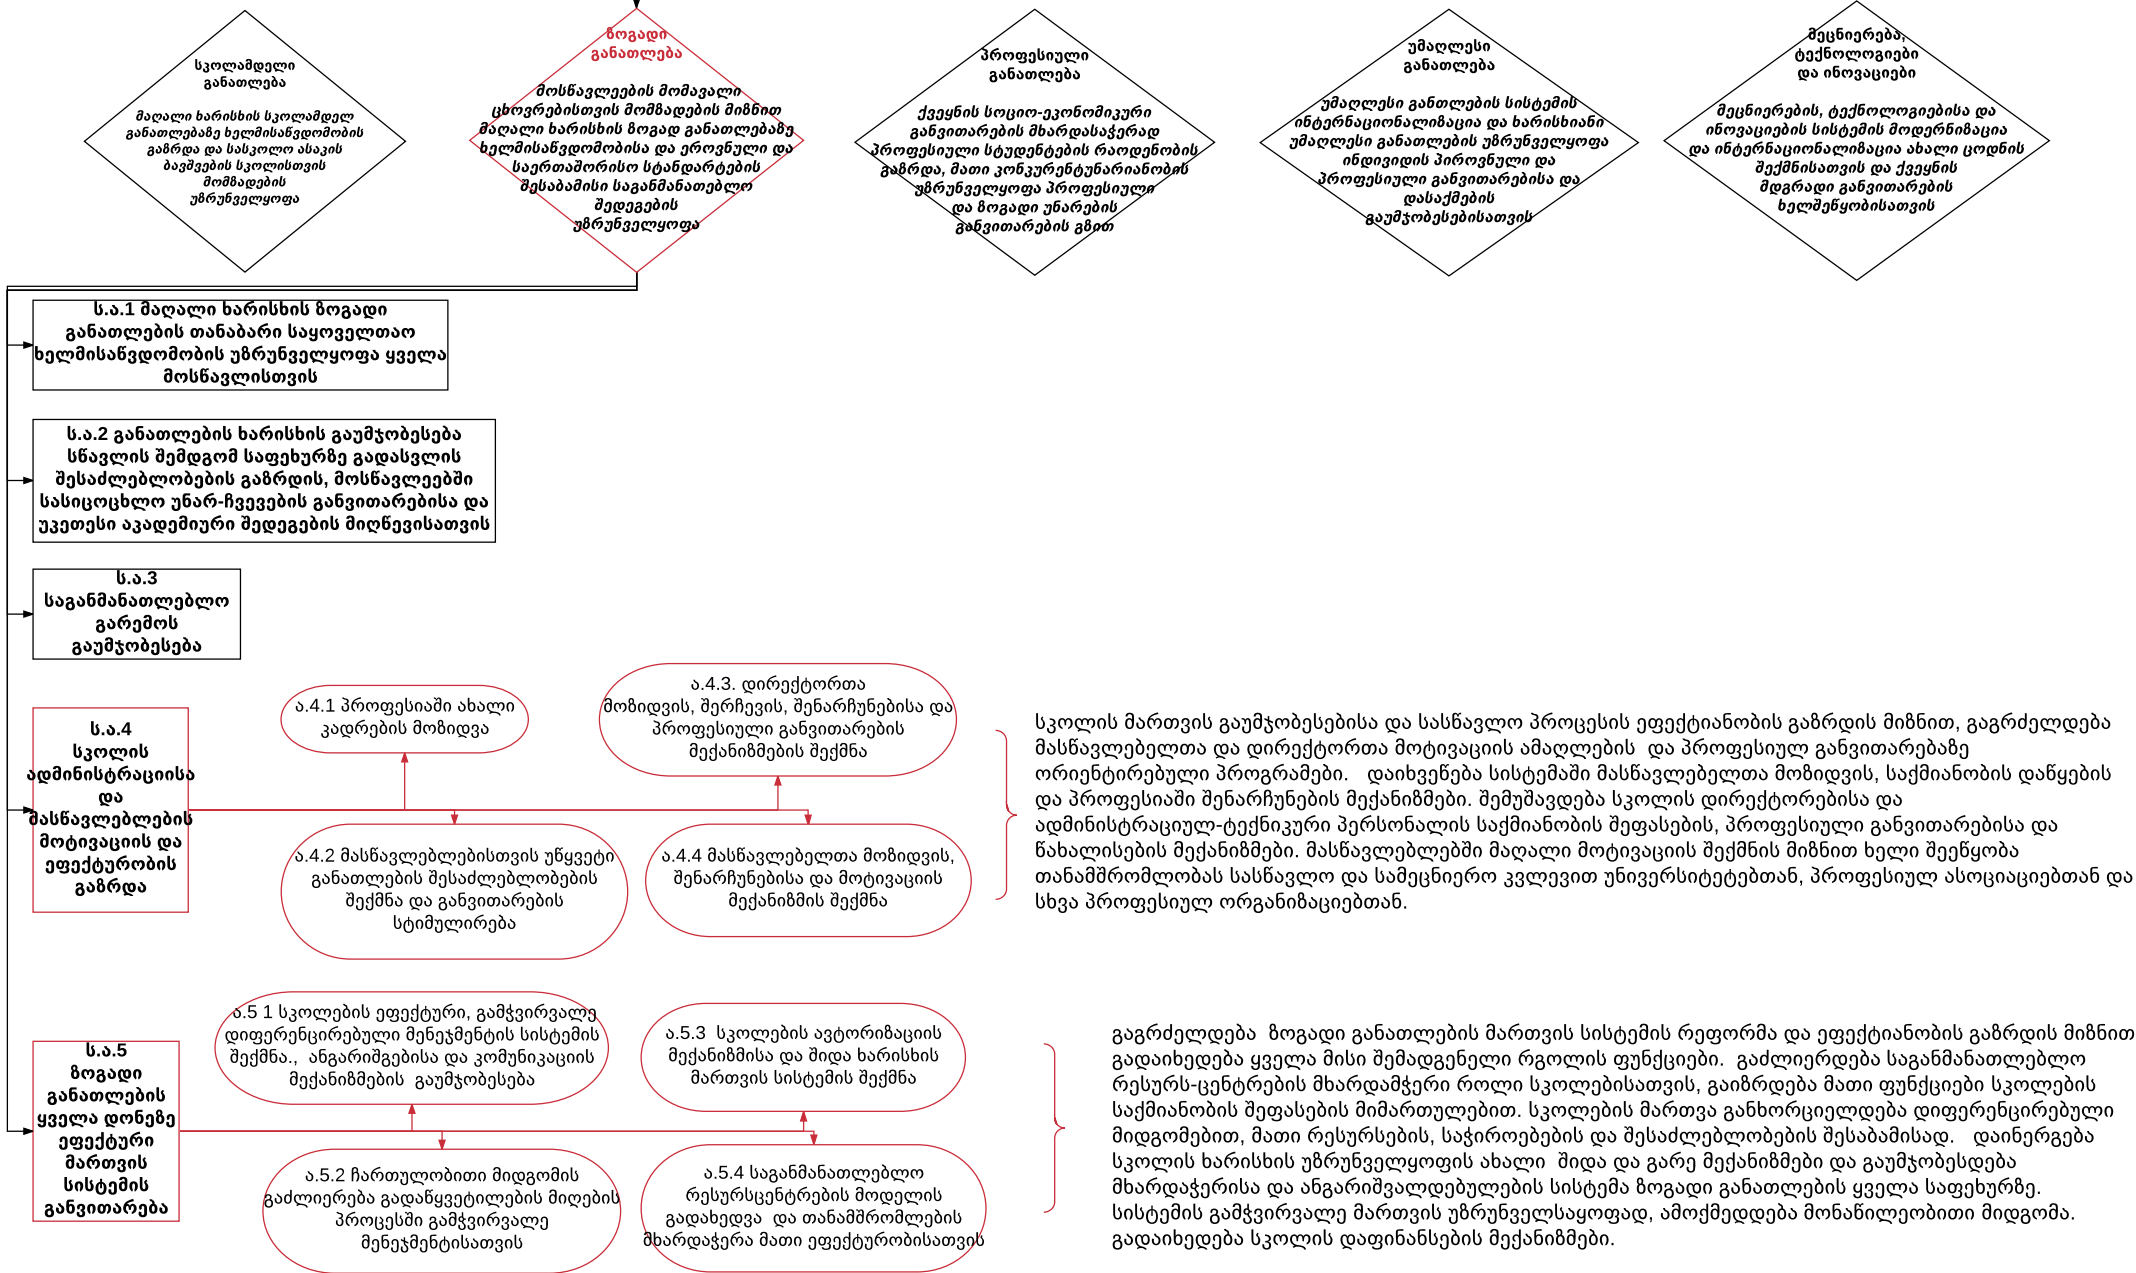 სკოლამდელი
განათლება
მაღალი ხარისხის სკოლამდელ
განათლებაზე ხელმისაწვდომობის
გაზრდა და სასკოლო ასაკის
ბავშვების სკოლისთვის
მომზადების
უზრუნველყოფა
ზოგადი
განათლება
მოსწავლეების მომავალი
ცხოვრებისთვის მომზადების მიზნით
მაღალი ხარისხის ზოგად განათლებაზე
ხელმისაწვდომობისა და ეროვნული და
საერთაშორისო სტანდარტების
შესაბამისი საგანმანათებლო
შედეგების
უზრუნველყოფა
პროფესიული
განათლება
ქვეყნის სოციო-ეკონომიკური
განვითარების მხარდასაჭერად
პროფესიული სტუდენტების რაოდენობის
გაზრდა, მათი კონკურენტუნარიანობის
უზრუნველყოფა პროფესიული
და ზოგადი უნარების
განვითარების გზით
უმაღლესი
განათლება
უმაღლესი განთლების სისტემის
ინტერნაციონალიზაცია და ხარისხიანი
უმაღლესი განათლების უზრუნველყოფა
ინდივიდის პიროვნული და
პროფესიული განვითარებისა და
დასაქმების
გაუმჯობესებისათვის
მეცნიერება,
ტექნოლოგიები
და ინოვაციები
მეცნიერების, ტექნოლოგიებისა და
ინოვაციების სისტემის მოდერნიზაცია
და ინტერნაციონალიზაცია ახალი ცოდნის
შექმნისათვის და ქვეყნის
მდგრადი განვითარების
ხელშეწყობისათვის
ს.ა.1 მაღალი ხარისხის ზოგადი
განათლების თანაბარი საყოველთაო
ხელმისაწვდომობის უზრუნველყოფა ყველა
მოსწავლისთვის
ს.ა.2 განათლების ხარისხის გაუმჯობესება
სწავლის შემდგომ საფეხურზე გადასვლის
შესაძლებლობების გაზრდის, მოსწავლეებში
სასიცოცხლო უნარ-ჩვევების განვითარებისა და
უკეთესი აკადემიური შედეგების მიღწევისათვის
ს.ა.3
საგანმანათლებლო
გარემოს
გაუმჯობესება
ს.ა.4
სკოლის
ადმინისტრაციისა
და
მასწავლებლების
მოტივაციის და
ეფექტურობის
გაზრდა
ა.4.1 პროფესიაში ახალი
კადრების მოზიდვა
ა.4.3. დირექტორთა
მოზიდვის, შერჩევის, შენარჩუნებისა და
პროფესიული განვითარების
მექანიზმების შექმნა
ა.4.2 მასწავლებლებისთვის უწყვეტი
განათლების შესაძლებლობების
შექმნა და განვითარების
სტიმულირება
ა.4.4 მასწავლებელთა მოზიდვის,
შენარჩუნებისა და მოტივაციის
მექანიზმის შექმნა
სკოლის მართვის გაუმჯობესებისა და სასწავლო პროცესის ეფექტიანობის გაზრდის მიზნით, გაგრძელდება
მასწავლებელთა და დირექტორთა მოტივაციის ამაღლების  და პროფესიულ განვითარებაზე
ორიენტირებული პროგრამები.   დაიხვეწება სისტემაში მასწავლებელთა მოზიდვის, საქმიანობის დაწყების
და პროფესიაში შენარჩუნების მექანიზმები. შემუშავდება სკოლის დირექტორებისა და
ადმინისტრაციულ-ტექნიკური პერსონალის საქმიანობის შეფასების, პროფესიული განვითარებისა და
წახალისების მექანიზმები. მასწავლებლებში მაღალი მოტივაციის შექმნის მიზნით ხელი შეეწყობა
თანამშრომლობას სასწავლო და სამეცნიერო კვლევით უნივერსიტეტებთან, პროფესიულ ასოციაციებთან და
სხვა პროფესიულ ორგანიზაციებთან.
ს.ა.5
ზოგადი
განათლების
ყველა დონეზე
ეფექტური
მართვის
სისტემის
განვითარება
ა.5 1 სკოლების ეფექტური, გამჭვირვალე
დიფერენცირებული მენეჯმენტის სისტემის
შექმნა.,  ანგარიშგებისა და კომუნიკაციის
მექანიზმების  გაუმჯობესება
ა.5.3  სკოლების ავტორიზაციის
მექანიზმისა და შიდა ხარისხის
მართვის სისტემის შექმნა
ა.5.2 ჩართულობითი მიდგომის
გაძლიერება გადაწყვეტილების მიღების
პროცესში გამჭვირვალე
მენეჯმენტისათვის
ა.5.4 საგანმანათლებლო
რესურსცენტრების მოდელის
გადახედვა  და თანამშრომლების
მხარდაჭერა მათი ეფექტურობისათვის
გაგრძელდება  ზოგადი განათლების მართვის სისტემის რეფორმა და ეფექტიანობის გაზრდის მიზნით
გადაიხედება ყველა მისი შემადგენელი რგოლის ფუნქციები.  გაძლიერდება საგანმანათლებლო
რესურს-ცენტრების მხარდამჭერი როლი სკოლებისათვის, გაიზრდება მათი ფუნქციები სკოლების
საქმიანობის შეფასების მიმართულებით. სკოლების მართვა განხორციელდება დიფერენცირებული
მიდგომებით, მათი რესურსების, საჭიროებების და შესაძლებლობების შესაბამისად.   დაინერგება
სკოლის ხარისხის უზრუნველყოფის ახალი  შიდა და გარე მექანიზმები და გაუმჯობესდება
მხარდაჭერისა და ანგარიშვალდებულების სისტემა ზოგადი განათლების ყველა საფეხურზე.
სისტემის გამჭვირვალე მართვის უზრუნველსაყოფად, ამოქმედდება მონაწილეობითი მიდგომა.
გადაიხედება სკოლის დაფინანსების მექანიზმები.